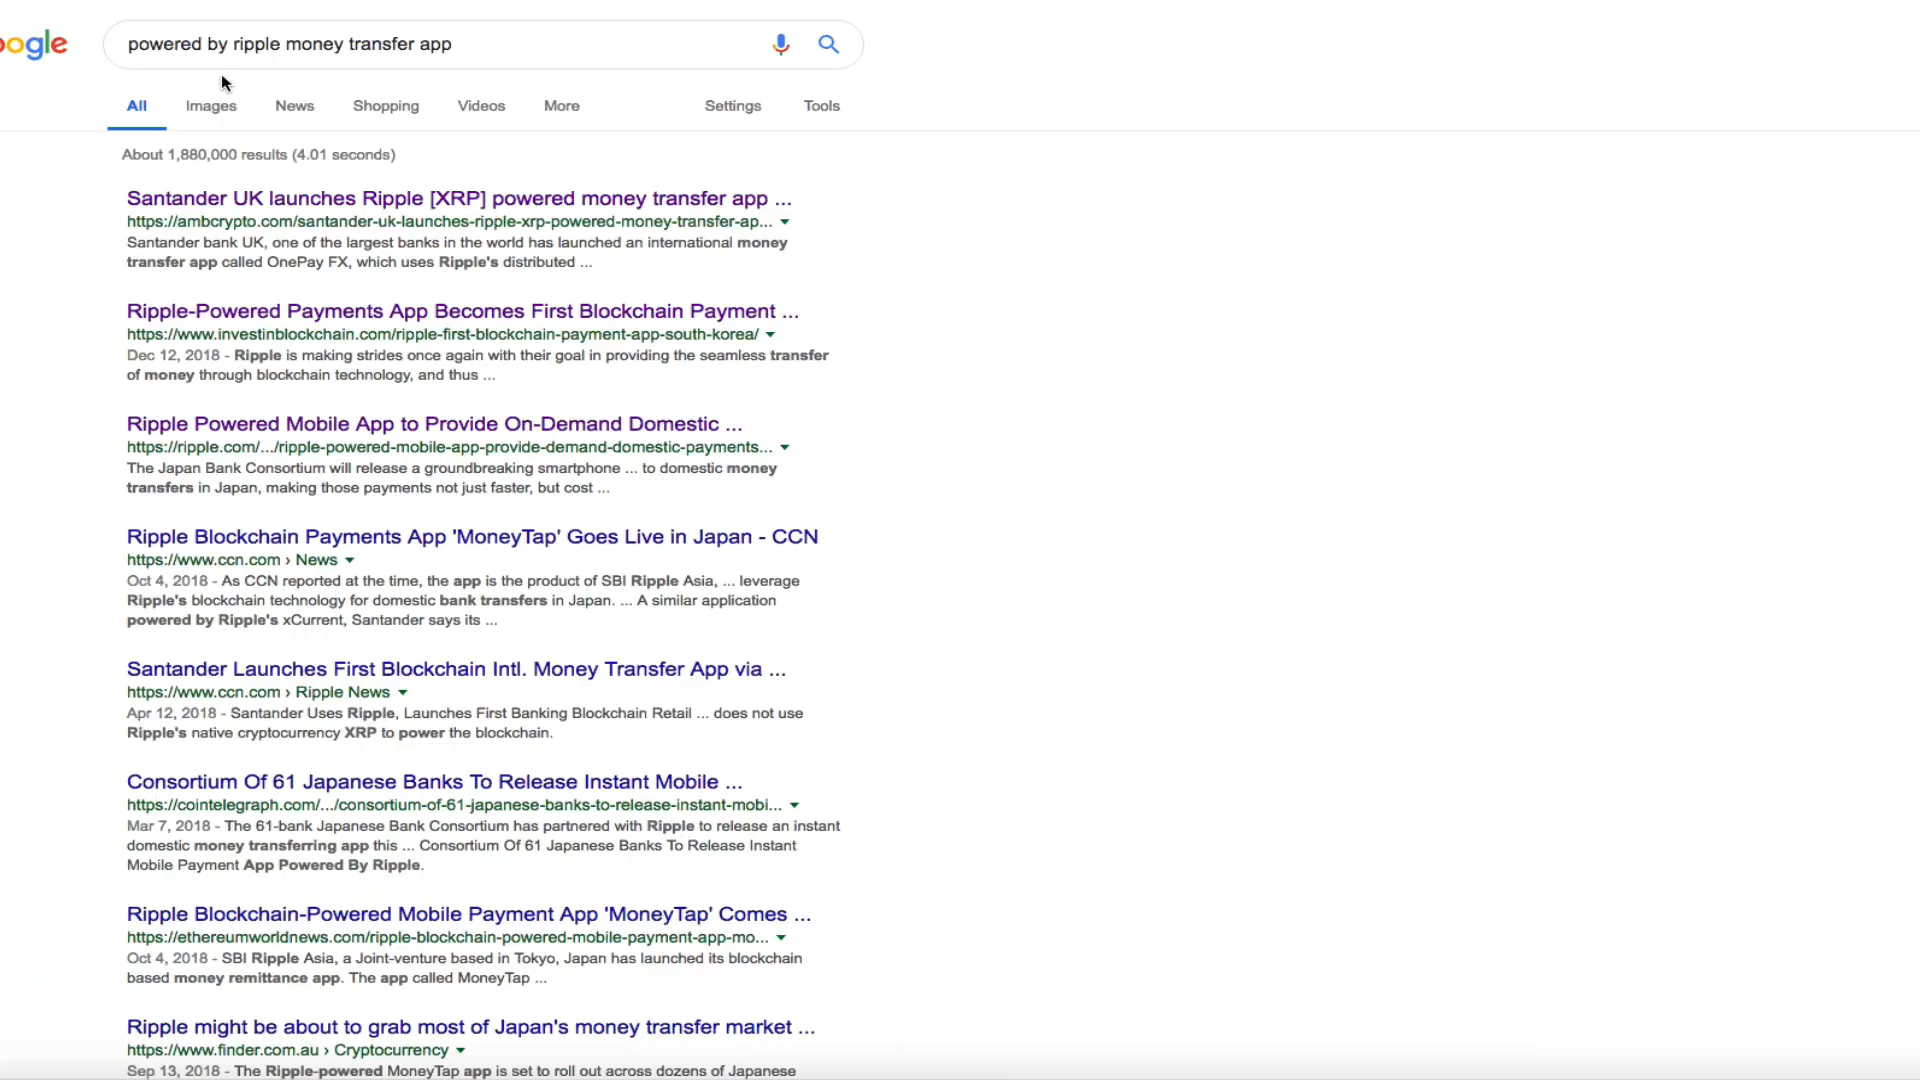 ogle
powered by ripple money transfer app
All Images News Shopping Videos More Settings Tools
About 1,880,000 results (4.01 seconds)
Santander UK launches Ripple [XRP] powered money transfer app ...
https://ambcrypto.com/santander-uk-launches-ripple-xrp-powered-money-transfer-ap...
Santander bank UK, one of the largest banks in the world has launched an international money
transfer app called OnePay FX, which uses Ripple's distributed ...
Ripple-Powered Payments App Becomes First Blockchain Payment ...
https://www.investinblockchain.com/ripple-first-blockchain-payment-app-south-korea/
Dec 12, 2018 - Ripple is making strides once again with their goal in providing the seamless transfer
of money through blockchain technology, and thus ...
Ripple Powered Mobile App to Provide On-Demand Domestic ...
https://ripple.com/.../ripple-powered-mobile-app-provide-demand-domestic-payments...
The Japan Bank Consortium will release a groundbreaking smartphone ... to domestic money
transfers in Japan, making those payments not just faster, but cost ...
Ripple Blockchain Payments App 'MoneyTap' Goes Live in Japan - CCN
https://www.ccn.com › News
Oct 4, 2018 - As CCN reported at the time, the app is the product of SBI Ripple Asia, ... leverage
Ripple's blockchain technology for domestic bank transfers in Japan. ... A similar application
powered by Ripple's xCurrent, Santander says its ...
Santander Launches First Blockchain Intl. Money Transfer App via ...
https://www.ccn.com › Ripple News
Apr 12, 2018 - Santander Uses Ripple, Launches First Banking Blockchain Retail ... does not use
Ripple's native cryptocurrency XRP to power the blockchain.
Consortium Of 61 Japanese Banks To Release Instant Mobile ...
https://cointelegraph.com/.../consortium-of-61-japanese-banks-to-release-instant-mobi...
Mar 7, 2018 - The 61-bank Japanese Bank Consortium has partnered with Ripple to release an instant
domestic money transferring app this ... Consortium Of 61 Japanese Banks To Release Instant
Mobile Payment App Powered By Ripple.
Ripple Blockchain-Powered Mobile Payment App 'MoneyTap' Comes ...
https://ethereumworldnews.com/ripple-blockchain-powered-mobile-payment-app-mo...
Oct 4, 2018 - SBI Ripple Asia, a Joint-venture based in Tokyo, Japan has launched its blockchain
based money remittance app. The app called MoneyTap ...
Ripple might be about to grab most of Japan's money transfer market ...
https://www.finder.com.au › Cryptocurrency
Sep 13, 2018 - The Ripple-powered MoneyTap app is set to roll out across dozens of Japanese